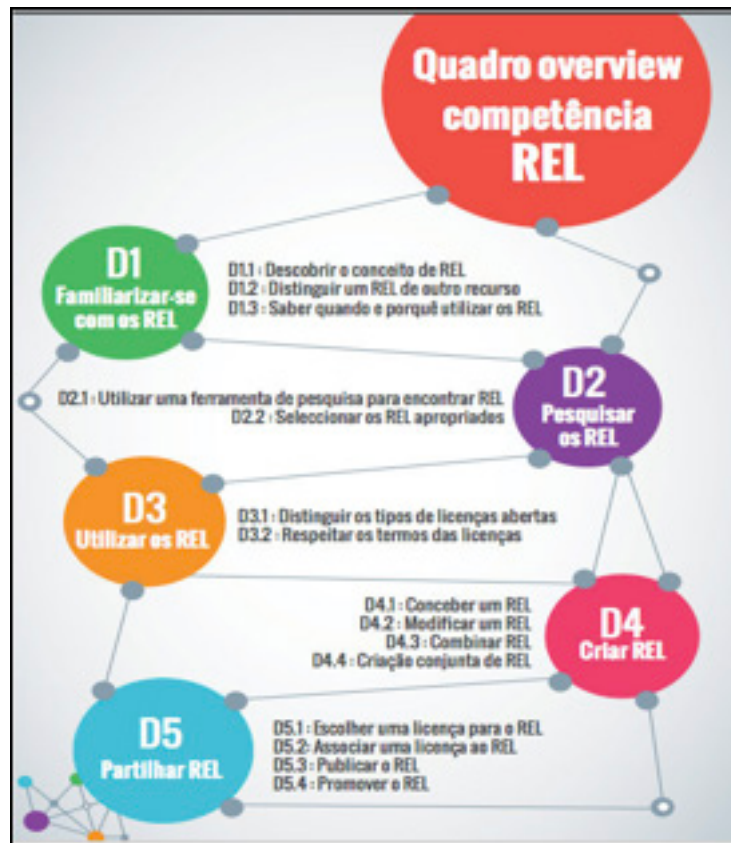 Quadro overview
competência
REL
D1
Familiarizar-se
com os REL
D1.1 : Descobrir o conceito de REL
D1.2 : Distinguir um REL de outro recurso
D1.3 : Saber quando e porquê utilizar os REL
D2
Pesquisar
os REL
D2.1 : Utilizar uma ferramenta de pesquisa para encontrar REL
D2.2 : Seleccionar os REL apropriados
D3
Utilizar os REL
D3.1 : Distinguir os tipos de licenças abertas
D3.2 : Respeitar os termos das licenças
D4
Criar REL
D4.1 : Conceber um REL
D4.2 : Modificar um REL
D4.3 : Combinar REL
D4.4 : Criação conjunta de REL
D5
Partilhar REL
D5.1 : Escolher uma licença para o REL
D5.2: Associar uma licença ao REL
D5.3 : Publicar o REL
D5.4 : Promover o REL